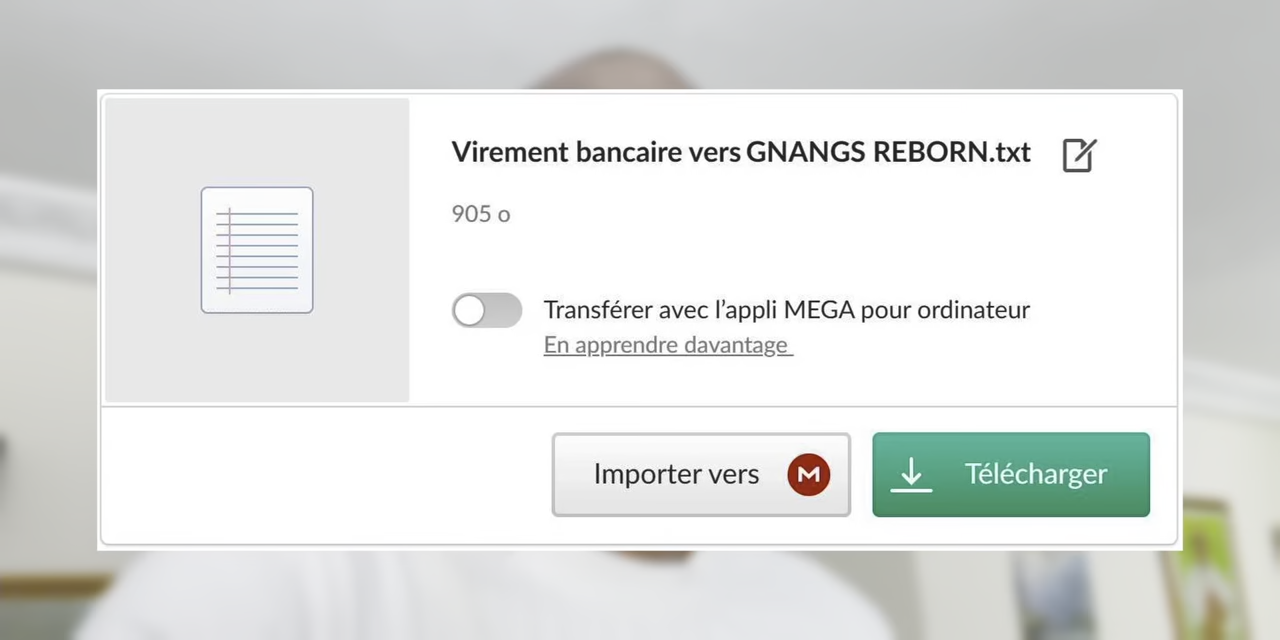 Virement bancaire vers GNANGS REBORN.txt
905 o
Transférer avec l’appli MEGA pour ordinateur
En apprendre davantage
Importer vers M
Télécharger